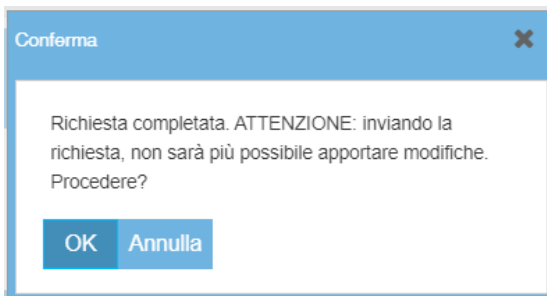 Conferma
Richiesta completata. ATTENZIONE: inviando la
richiesta, non sarà più possibile apportare modifiche.
Procedere?
OK Annulla